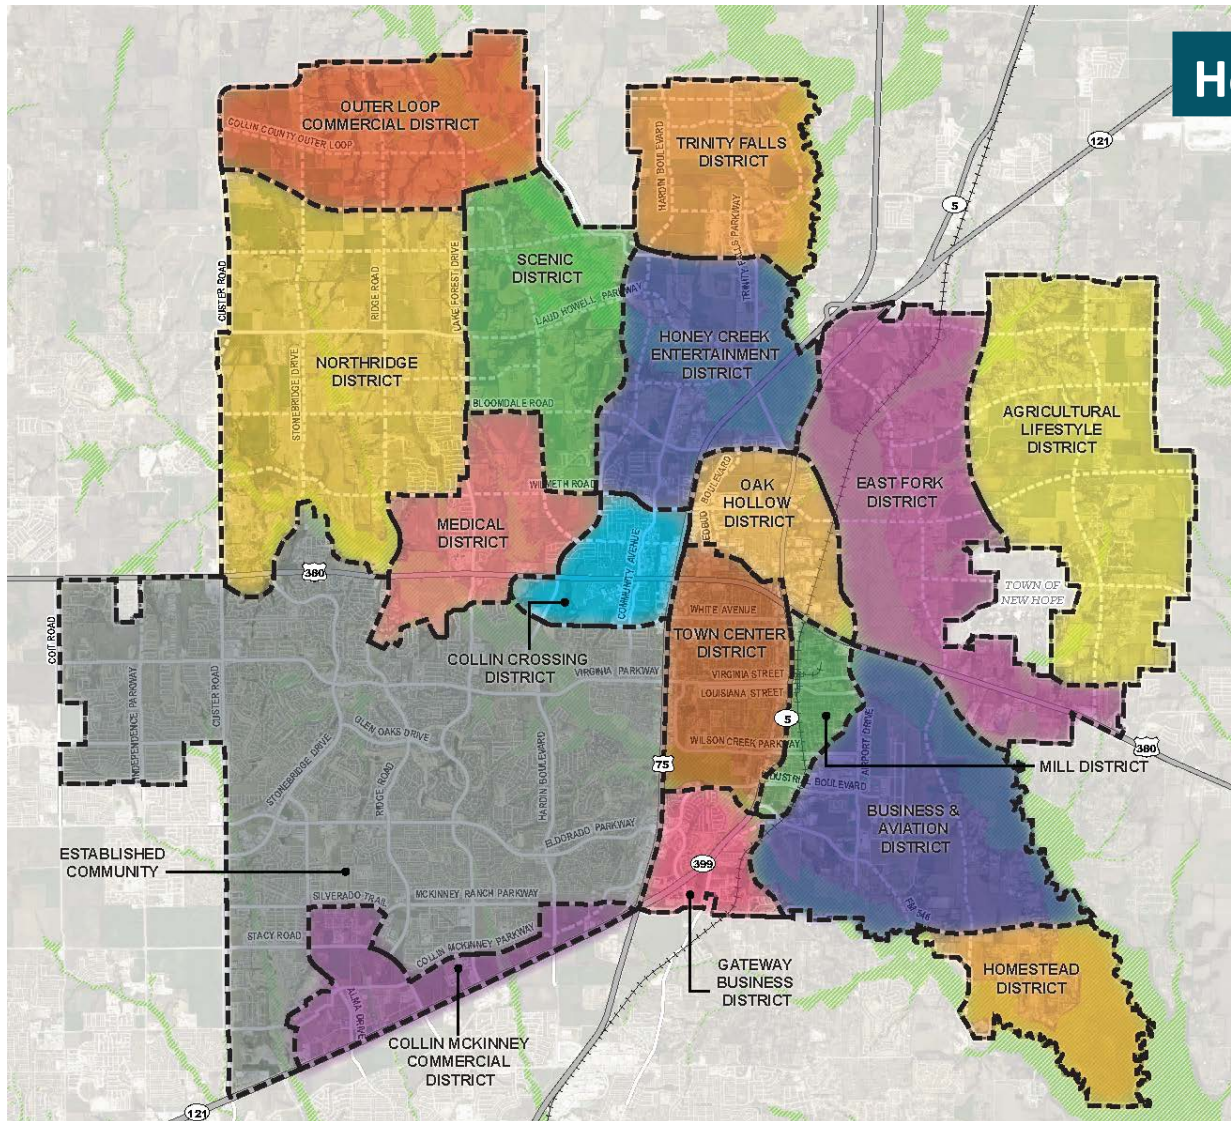 Ho
OUTER LOOP
COMMERCIAL DISTRICT
COLLIN COUNTY OUTER LOOP
TRINITY FALLS
DISTRICT
HARDIN BOULEVARD
TRINITY FALLS PARKWAY
121
5
CUSTER ROAD
STONEBRIDGE DRIVE
RIDGE ROAD
LAKE FOREST DRIVE
SCENIC
DISTRICT
LAUD HOWELL PARKWAY
HONEY CREEK
ENTERTAINMENT
DISTRICT
NORTHRIDGE
DISTRICT
BLOOMDALE ROAD
AGRICULTURAL
LIFESTYLE
DISTRICT
WILMETH ROAD
BOULEVARD
OAK
HOLLOW
DISTRICT
EAST FORK
DISTRICT
MEDICAL
DISTRICT
COMMUNITY AVENUE
380
TOWN OF
NEW HOPE
WHITE AVENUE
TOWN CENTER
DISTRICT
COLLIN CROSSING
DISTRICT
VIRGINIA PARKWAY
VIRGINIA STREET
LOUISIANA STREET
COIT ROAD
INDEPENDENCE PARKWAY
CUSTER ROAD
STONEBRIDGE DRIVE
GLEN OAKS DRIVE
RIDGE ROAD
HARDIN BOULEVARD
5
WILSON CREEK PARKWAY
AIRPORT DRIVE
75
380
MILL DISTRICT
BOULEVARD
BUSINESS &
AVIATION
DISTRICT
ELDORADO PARKWAY
ESTABLISHED
COMMUNITY
399
SILVERADO TRAIL
MCKINNEY RANCH PARKWAY
FM 546
STACY ROAD
COLLIN MCKINNEY PARKWAY
GATEWAY
BUSINESS
DISTRICT
HOMESTEAD
DISTRICT
ALMA DRIVE
COLLIN MCKINNEY
COMMERCIAL
DISTRICT
121